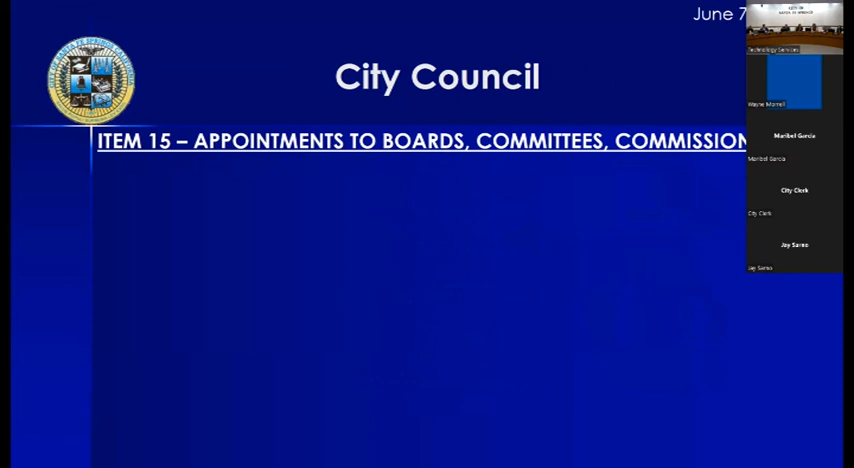 June 7
City Council
ITEM 15 – APPOINTMENTS TO BOARDS, COMMITTEES, COMMISSION
Technology Services
Wayne Morrell
Maribel Garcia
Maribel Garcia
City Clerk
City Clerk
Jay Sarno
Jay Sarno